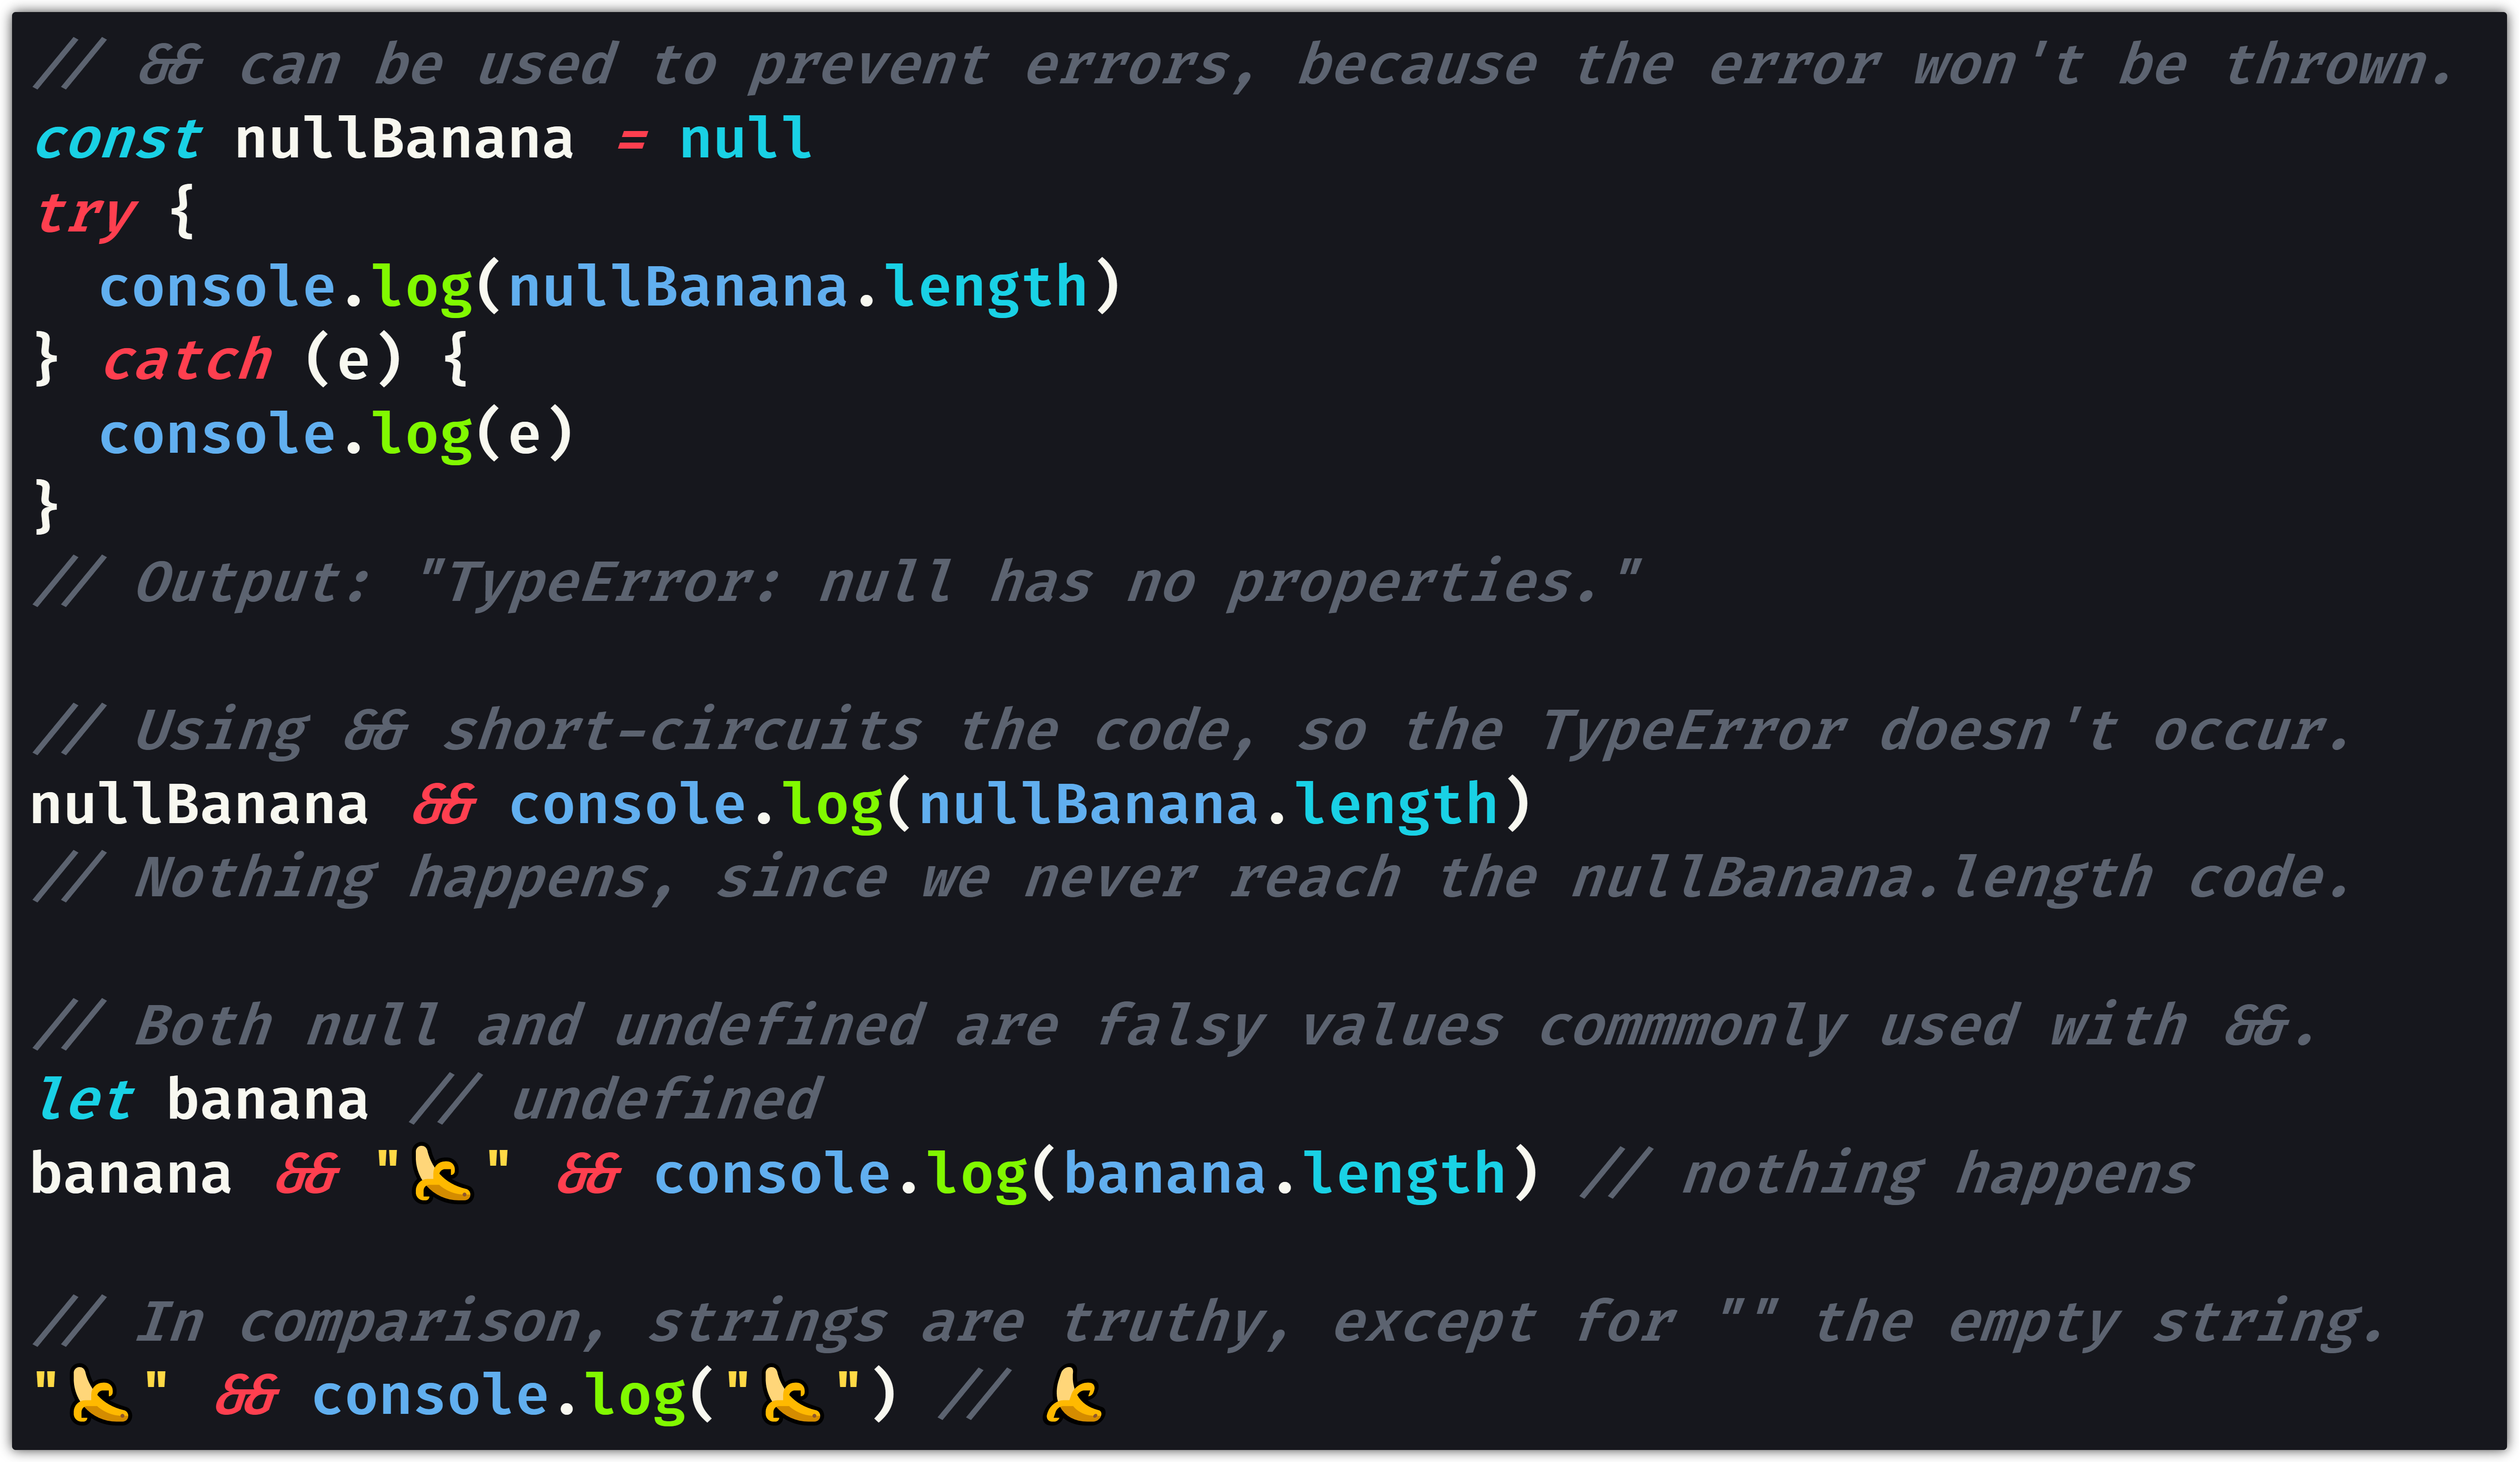 // && can be used to prevent errors, because the error won't be thrown.
const nullBanana = null
try {
  console.log(nullBanana.length)
} catch (e) {
  console.log(e)
}
// Output: "TypeError: null has no properties."
// Using && short-circuits the code, so the TypeError doesn't occur.
nullBanana && console.log(nullBanana.length)
// Nothing happens, since we never reach the nullBanana.length code.
// Both null and undefined are falsy values commmonly used with &&.
let banana // undefined
banana && "🍌" && console.log(banana.length) // nothing happens
// In comparison, strings are truthy, except for "" the empty string.
"🍌" && console.log("🍌") // 🍌